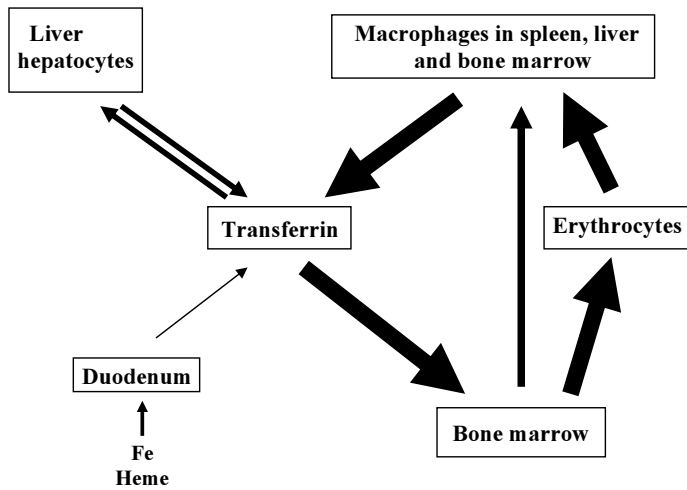 Liver
hepatocytes
Macrophages in spleen, liver
and bone marrow
Transferrin
Erythrocytes
Duodenum
Bone marrow
Fe
Heme